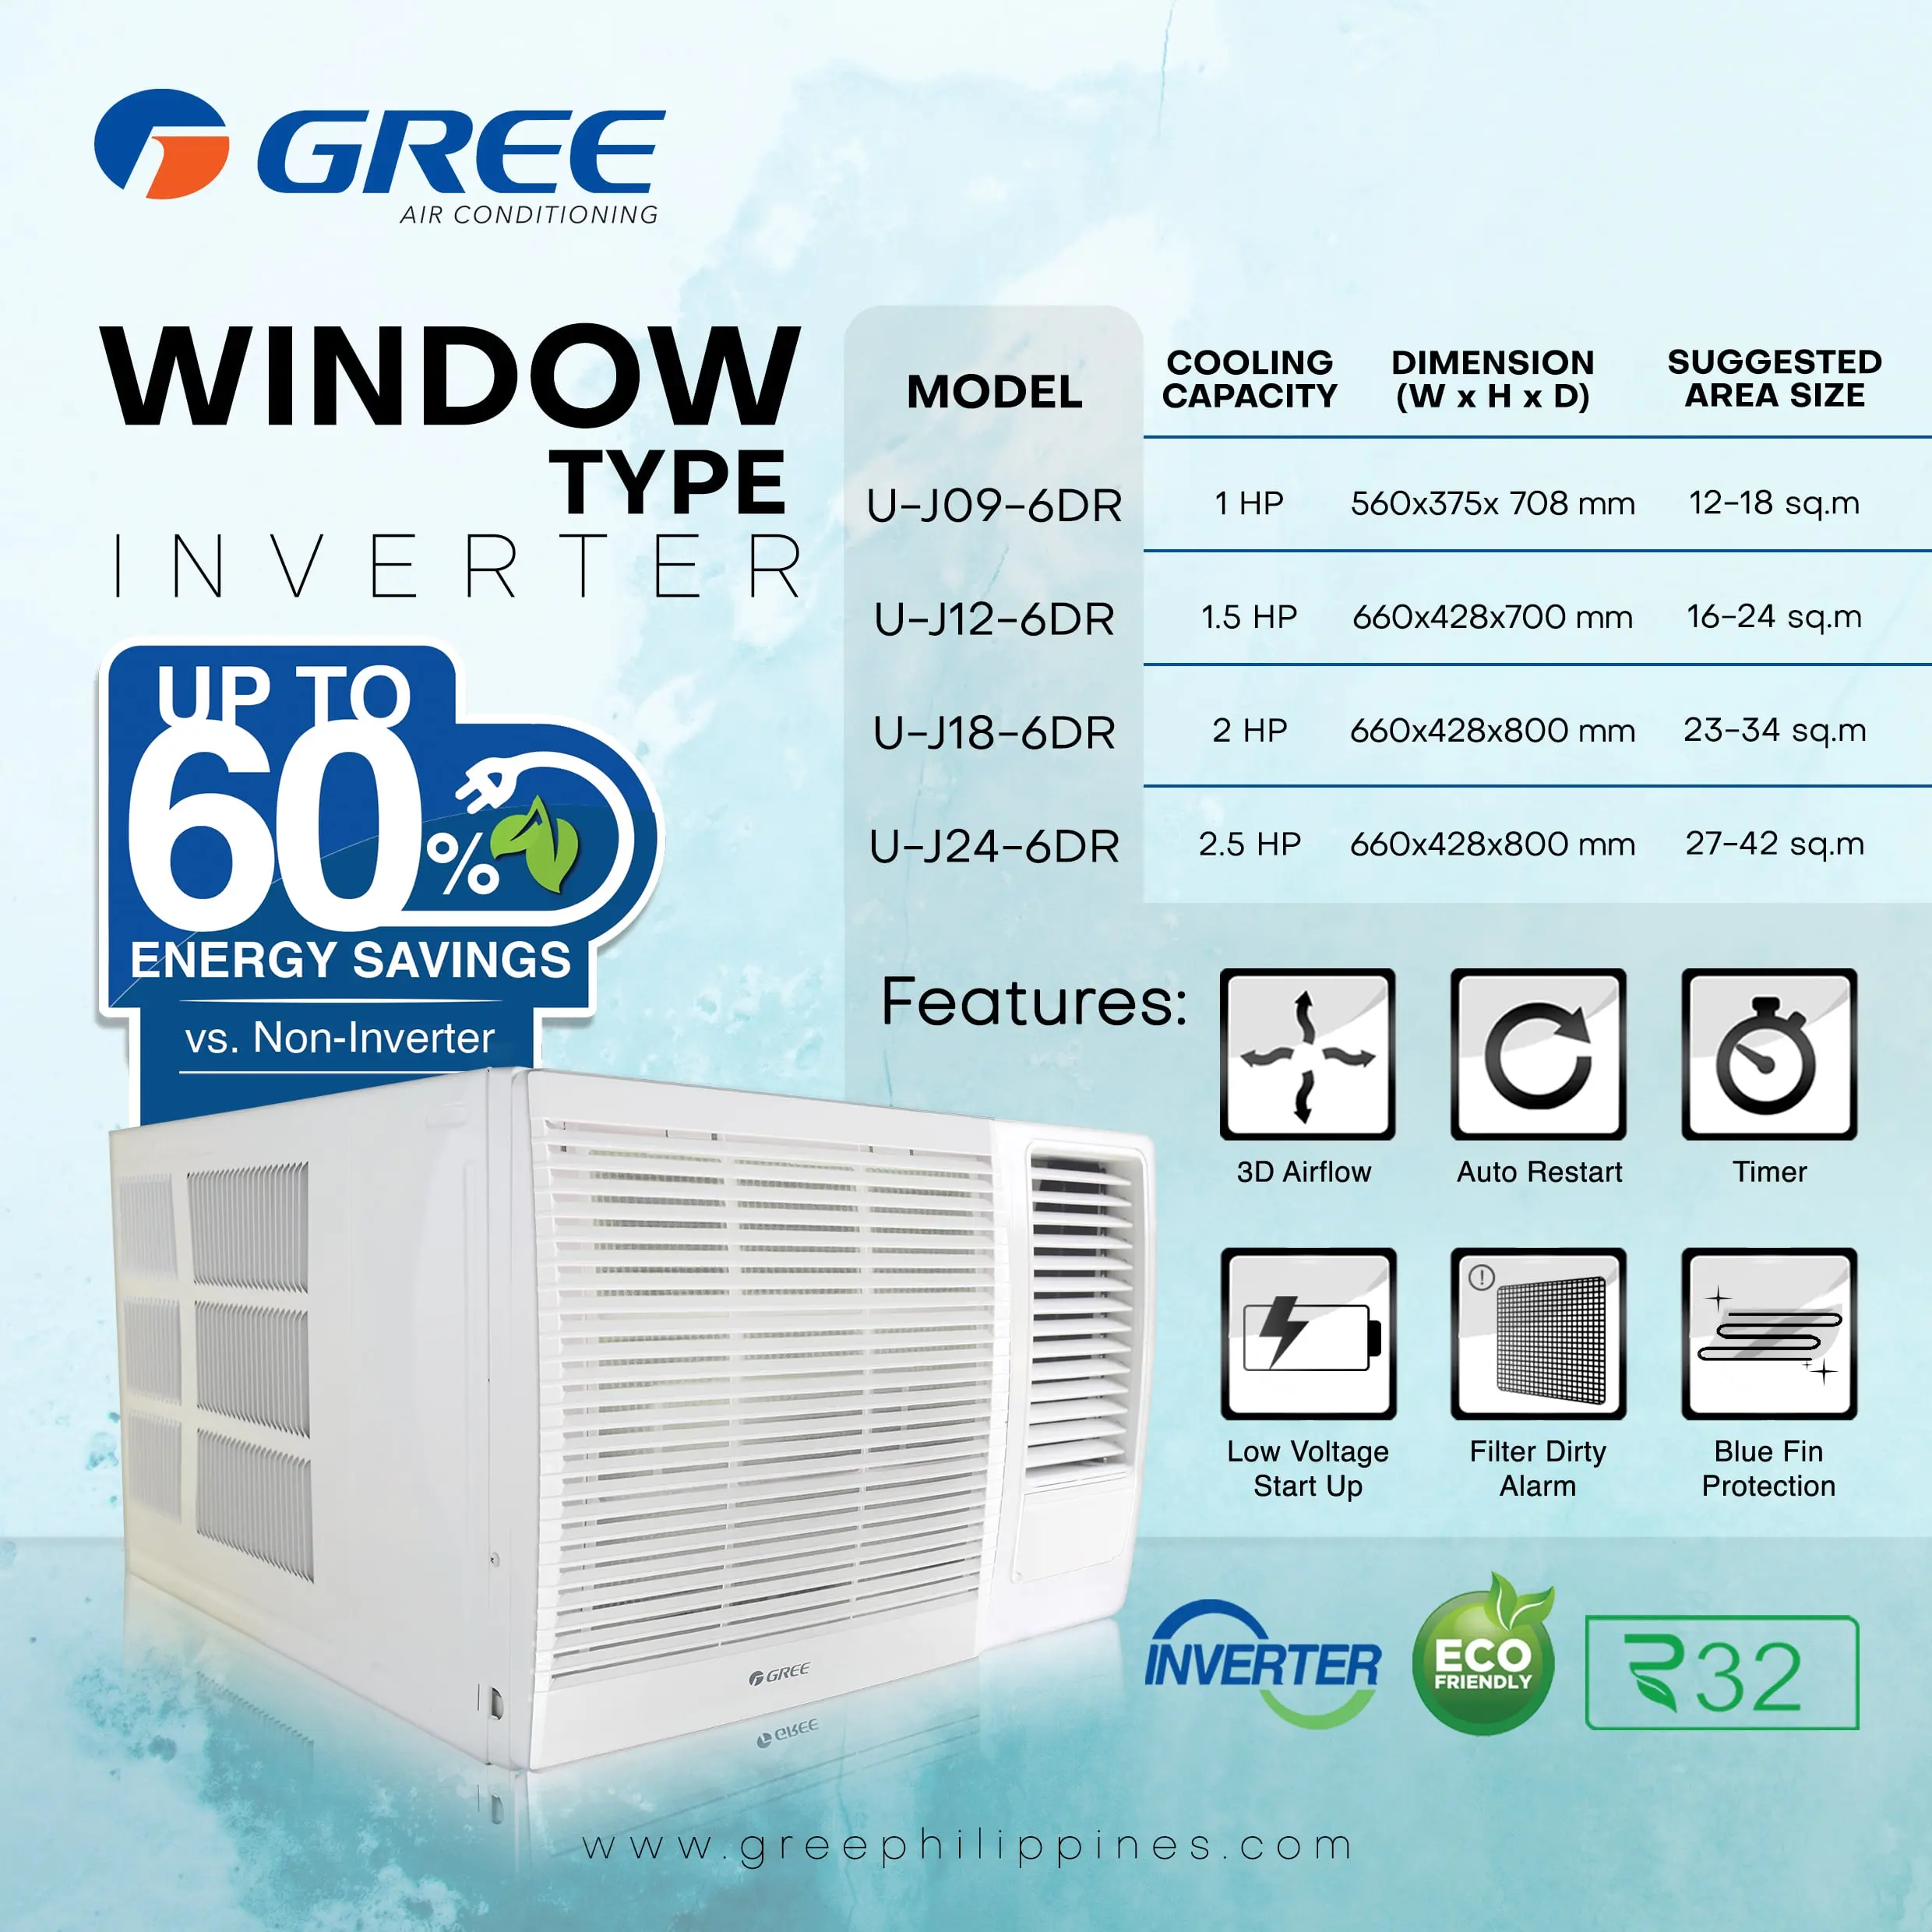 GREE
AIR CONDITIONING
WINDOW
TYPE
INVERTER
UP TO
60%
ENERGY SAVINGS
vs. Non-Inverter
MODEL COOLING CAPACITY DIMENSION (W x H x D) SUGGESTED AREA SIZE
U-J09-6DR 1 HP 560x375x 708 mm 12-18 sq.m
U-J12-6DR 1.5 HP 660x428x700 mm 16-24 sq.m
U-J18-6DR 2 HP 660x428x800 mm 23-34 sq.m
U-J24-6DR 2.5 HP 660x428x800 mm 27-42 sq.m
Features:
3D Airflow
Auto Restart
Timer
Low Voltage
Start Up
Filter Dirty
Alarm
Blue Fin
Protection
GREE
GREE
INVERTER
ECO
FRIENDLY
R32
www.greephilippines.com